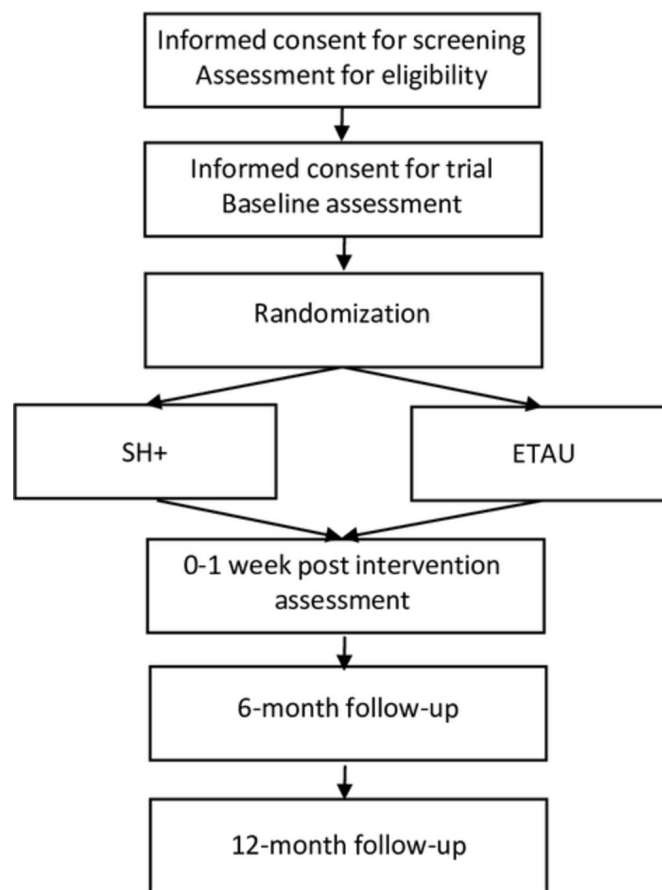 Informed consent for screening
Assessment for eligibility
Informed consent for trial
Baseline assessment
Randomization
SH+
ETAU
0-1 week post intervention
assessment
6-month follow-up
12-month follow-up